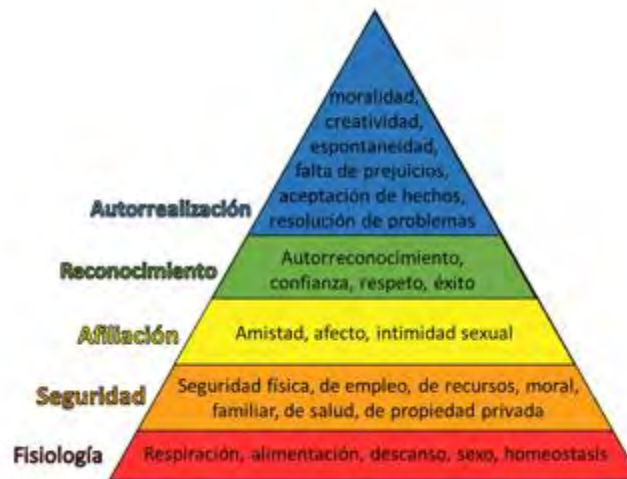 moralidad,
creatividad,
espontaneidad,
falta de prejuicios,
aceptación de hechos,
resolución de problemas
Autorrealización
Autorreconocimiento,
confianza, respeto, éxito
Reconocimiento
Amistad, afecto, intimidad sexual
Afiliación
Seguridad física, de empleo, de recursos, moral,
familiar, de salud, de propiedad privada
Seguridad
Respiración, alimentación, descanso, sexo, homeostasis
Fisiología